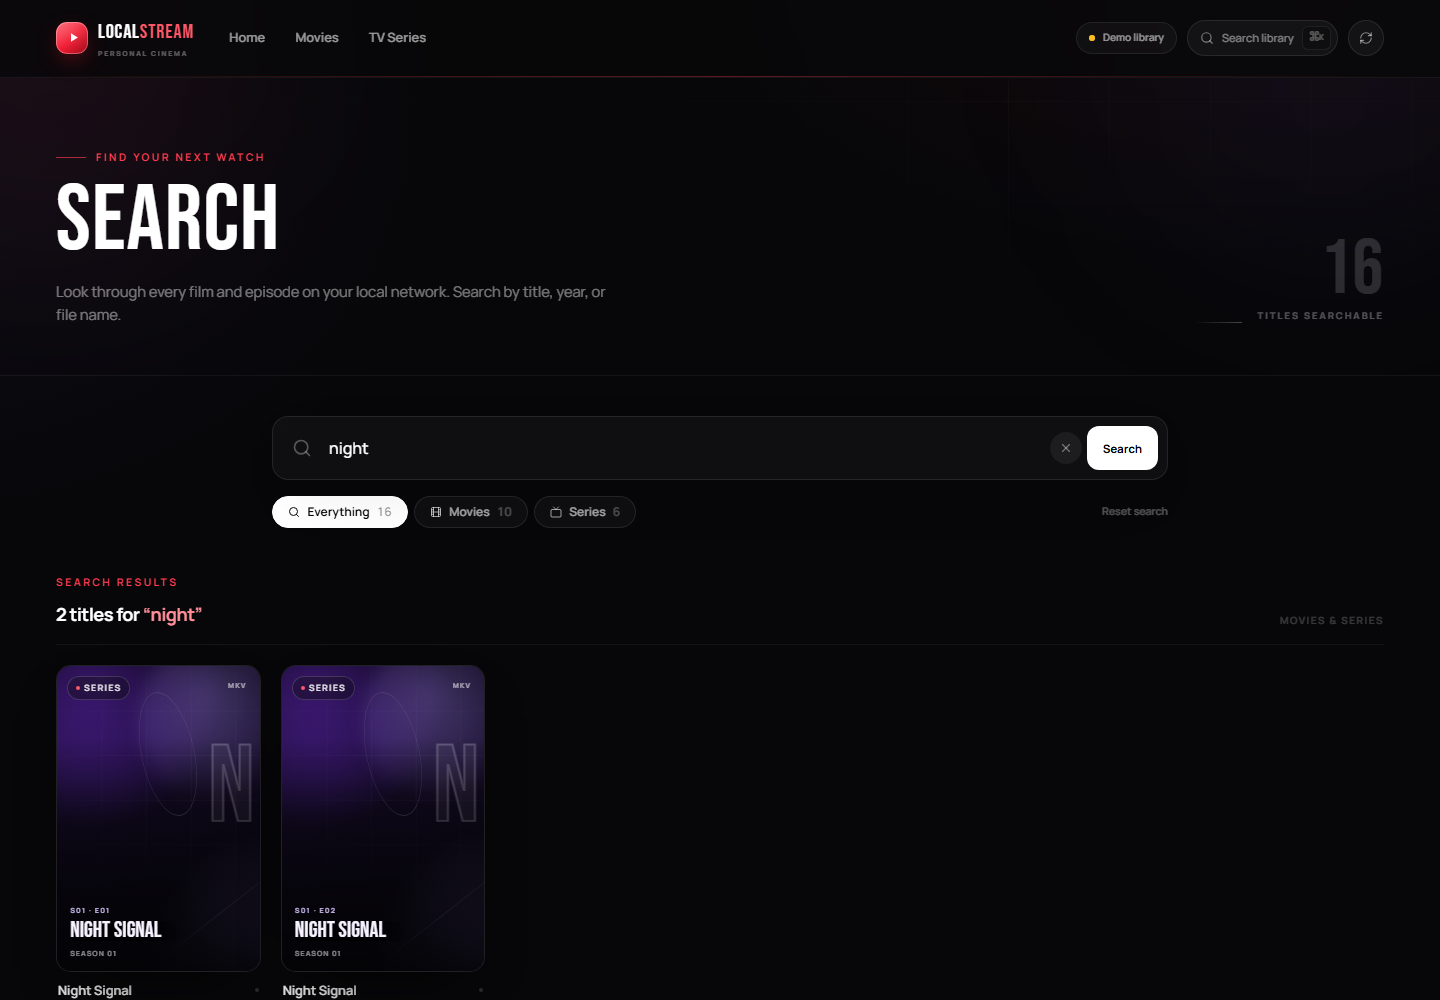 LOCALSTREAM
PERSONAL CINEMA
Home
Movies
TV Series
Demo library
Search library
FIND YOUR NEXT WATCH
SEARCH
Look through every film and episode on your local network. Search by title, year, or
file name.
16
TITLES SEARCHABLE
night
Search
Everything 16
Movies 10
Series 6
Reset search
SEARCH RESULTS
2 titles for “night”
MOVIES & SERIES
SERIES
MKV
N
S01 · E01
NIGHT SIGNAL
SEASON 01
Night Signal
SERIES
MKV
N
S01 · E02
NIGHT SIGNAL
SEASON 01
Night Signal